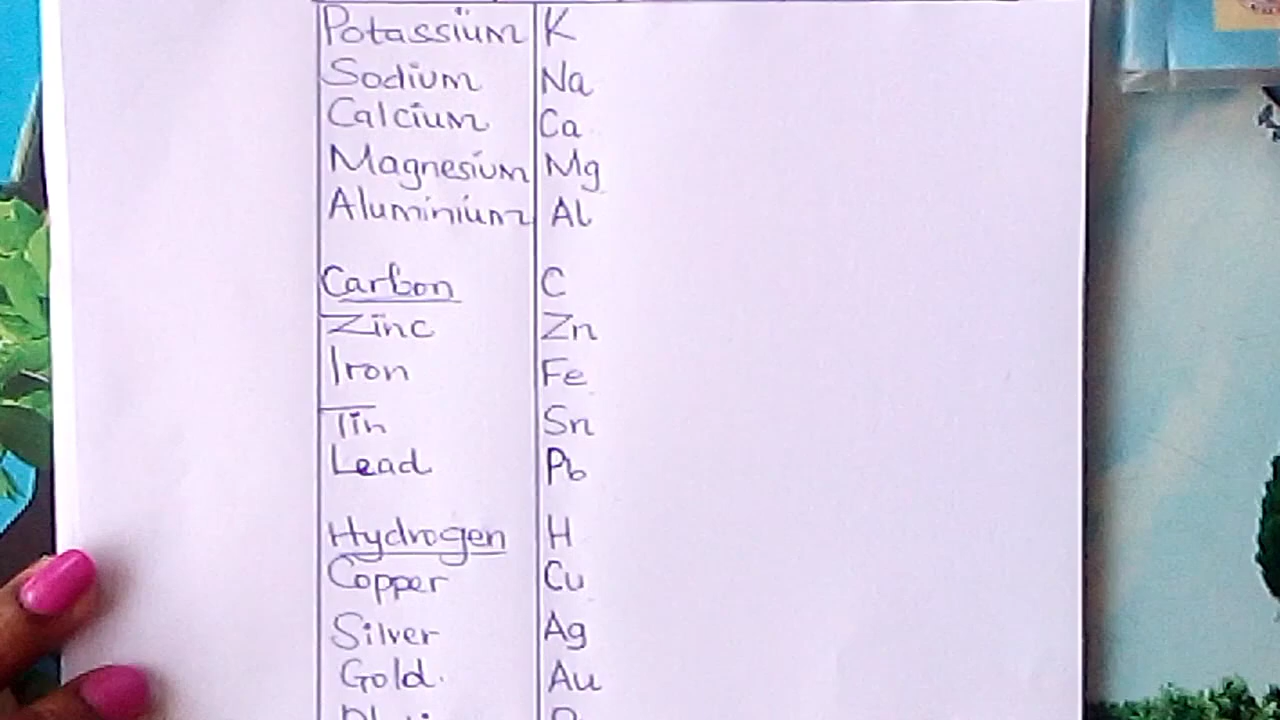 Potassium K
Sodium Na
Calcium Ca
Magnesium Mg
Aluminium Al
Carbon C
Zinc Zn
Iron Fe
Tin Sn
Lead Pb
Hydrogen H
Copper Cu
Silver Ag
Gold. Au